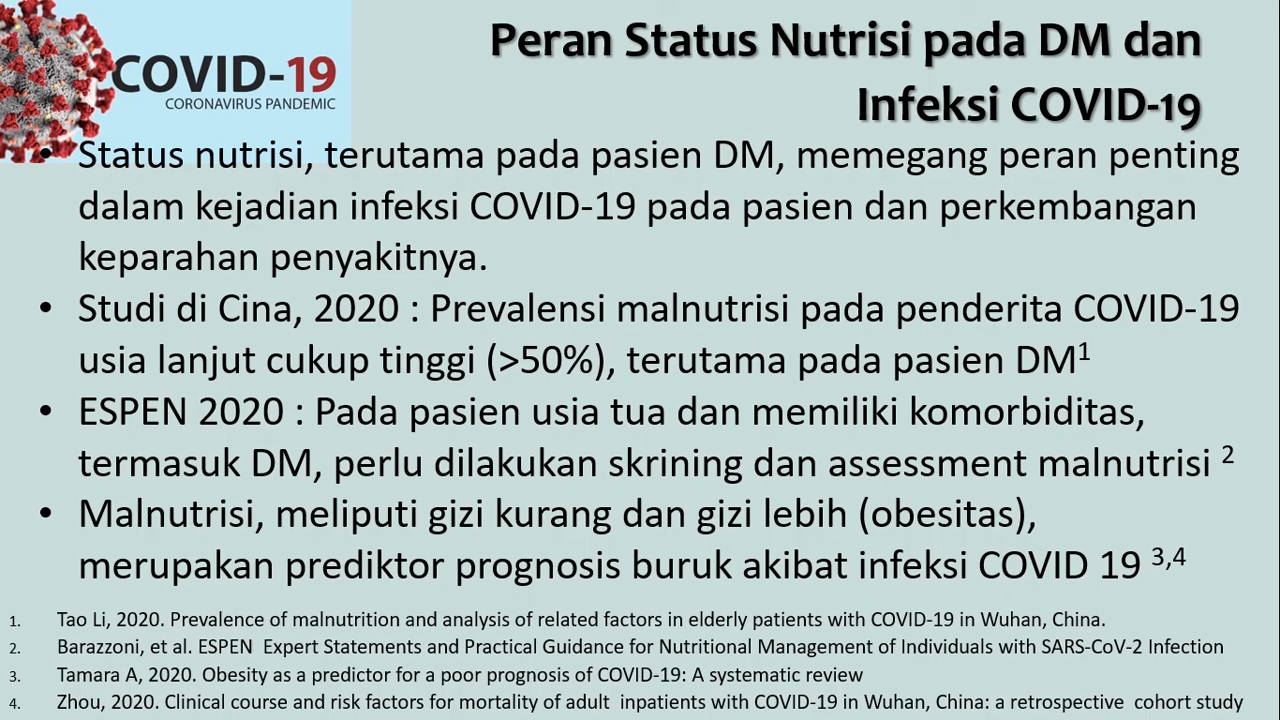 COVID-19
CORONAVIRUS PANDEMIC
Peran Status Nutrisi pada DM dan
Infeksi COVID-19
• Status nutrisi, terutama pada pasien DM, memegang peran penting
dalam kejadian infeksi COVID-19 pada pasien dan perkembangan
keparahan penyakitnya.
• Studi di Cina, 2020 : Prevalensi malnutrisi pada penderita COVID-19
usia lanjut cukup tinggi (>50%), terutama pada pasien DM¹
• ESPEN 2020 : Pada pasien usia tua dan memiliki komorbiditas,
termasuk DM, perlu dilakukan skrining dan assessment malnutrisi ²
• Malnutrisi, meliputi gizi kurang dan gizi lebih (obesitas),
merupakan prediktor prognosis buruk akibat infeksi COVID 19 ³,⁴
1. Tao Li, 2020. Prevalence of malnutrition and analysis of related factors in elderly patients with COVID-19 in Wuhan, China.
2. Barazzoni, et al. ESPEN Expert Statements and Practical Guidance for Nutritional Management of Individuals with SARS-CoV-2 Infection
3. Tamara A, 2020. Obesity as a predictor for a poor prognosis of COVID-19: A systematic review
4. Zhou, 2020. Clinical course and risk factors for mortality of adult inpatients with COVID-19 in Wuhan, China: a retrospective cohort study